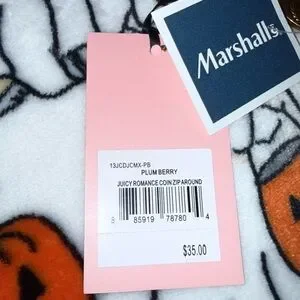 Marshalls
13JCDJCMX-PB
PLUM BERRY
JUICY ROMANCE COIN ZIP AROUND
8 85919 78780 4
$35.00